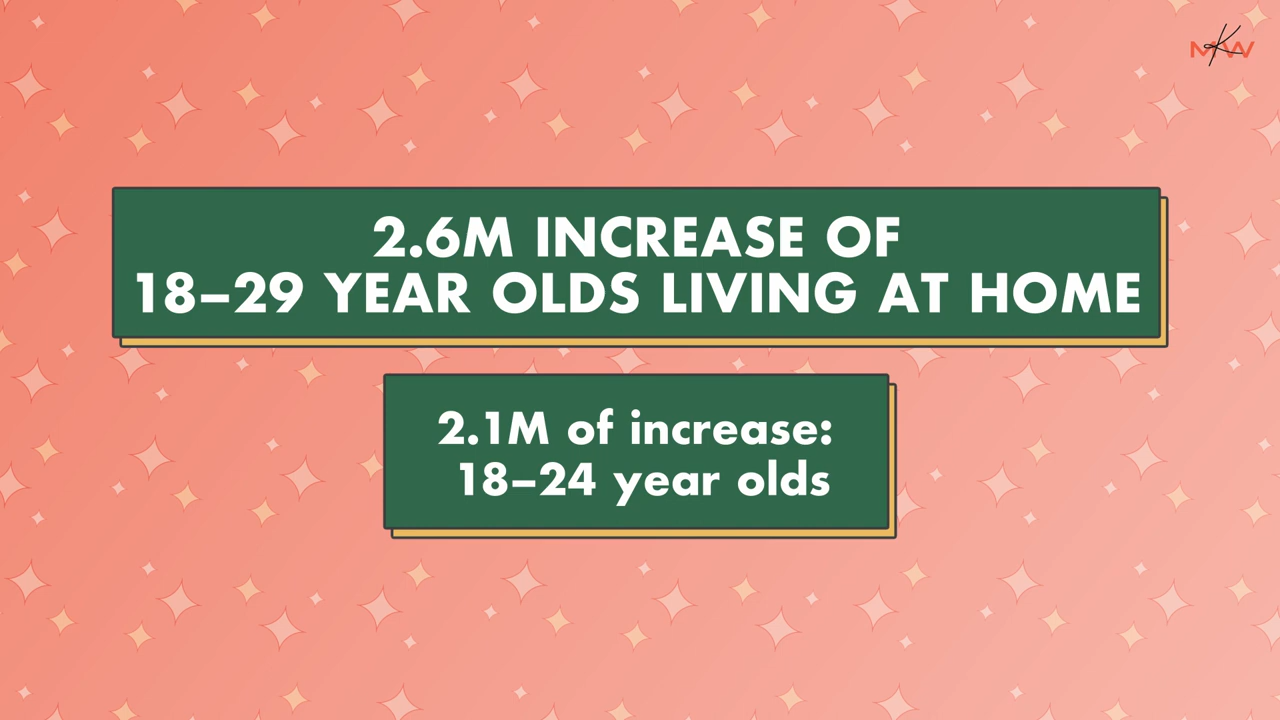 MKW
2.6M INCREASE OF
18–29 YEAR OLDS LIVING AT HOME
2.1M of increase:
18–24 year olds